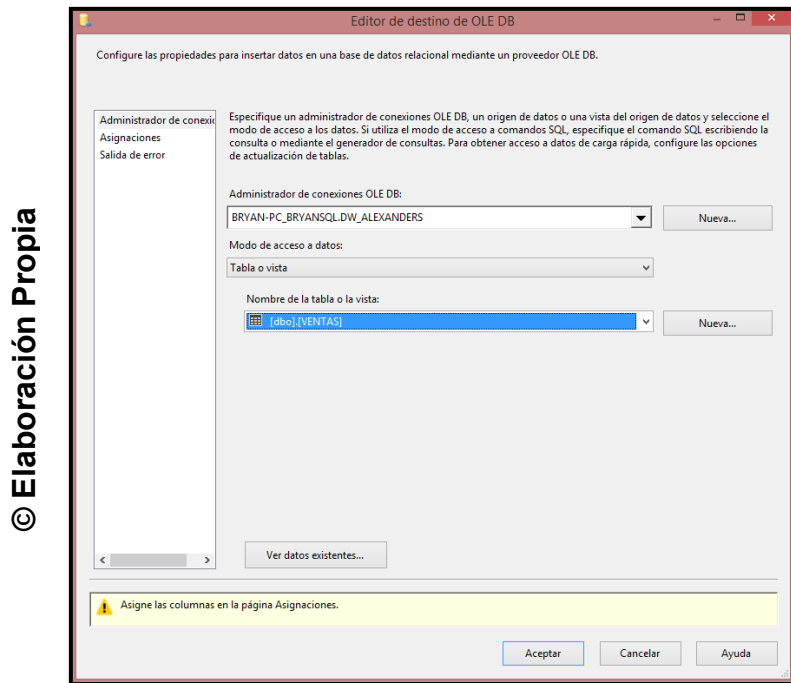 © Elaboración Propia
Editor de destino de OLE DB
Configure las propiedades para insertar datos en una base de datos relacional mediante un proveedor OLE DB.
Administrador de conexic
Asignaciones
Salida de error
Especifique un administrador de conexiones OLE DB, un origen de datos o una vista del origen de datos y seleccione el
modo de acceso a los datos. Si utiliza el modo de acceso a comandos SQL, especifique el comando SQL escribiendo la
consulta o mediante el generador de consultas. Para obtener acceso a datos de carga rápida, configure las opciones
de actualización de tablas.
Administrador de conexiones OLE DB:
BRYAN-PC_BRYANSQL.DW_ALEXANDERS
Nueva...
Modo de acceso a datos:
Tabla o vista
Nombre de la tabla o la vista:
[dbo].[VENTAS]
Nueva...
Ver datos existentes...
Asigne las columnas en la página Asignaciones.
Aceptar
Cancelar
Ayuda